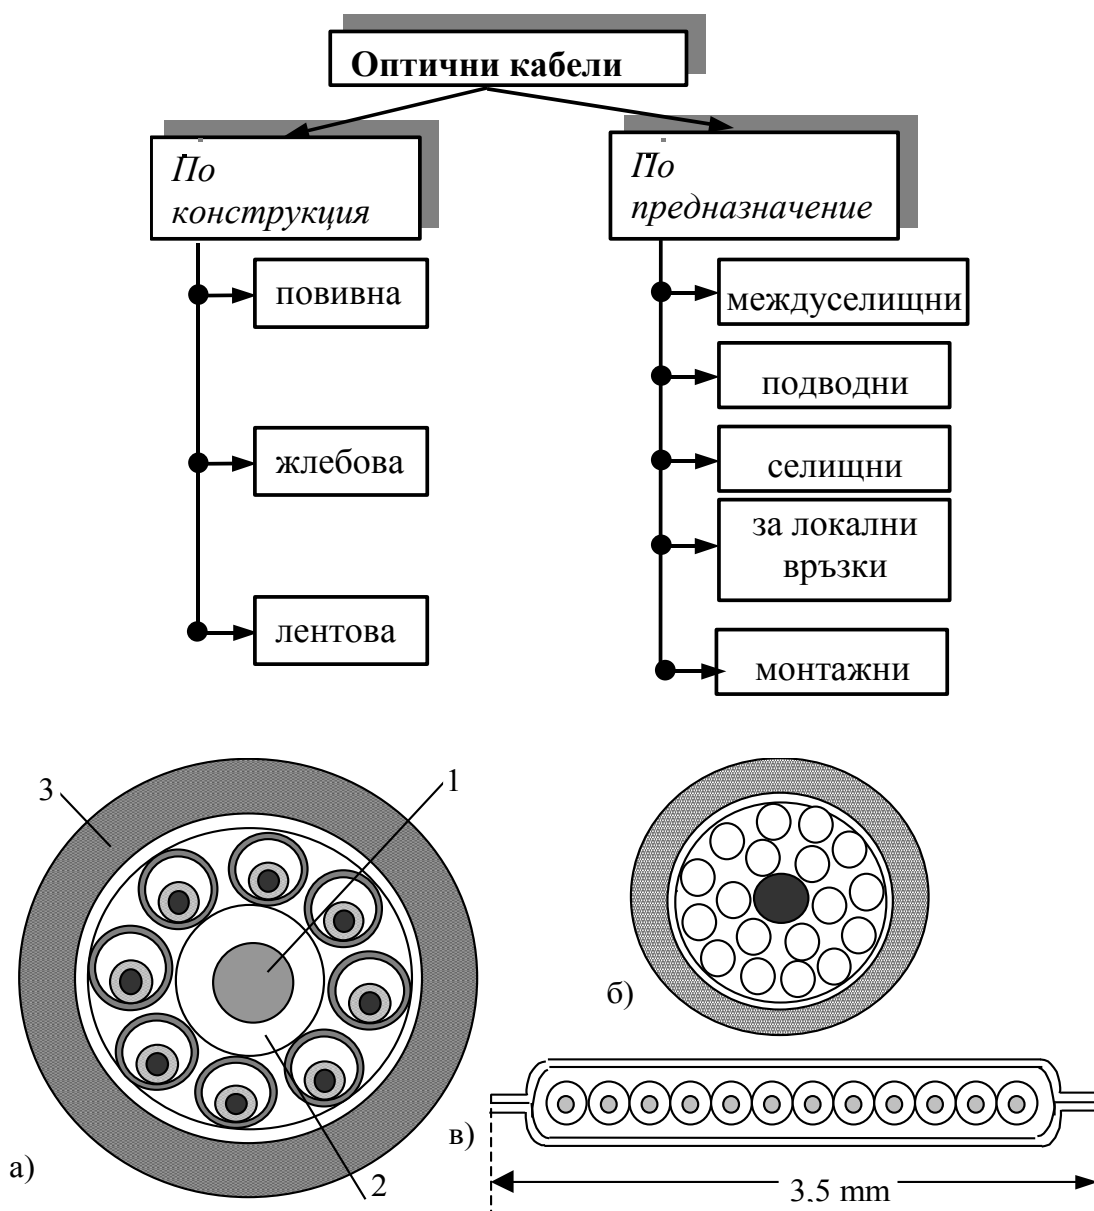 Оптични кабели
По
конструкция
По
предназначение
повивна
жлебова
лентова
междуселищни
подводни
селищни
за локални
връзки
монтажни
3
1
2
а)
б)
в)
3,5 mm